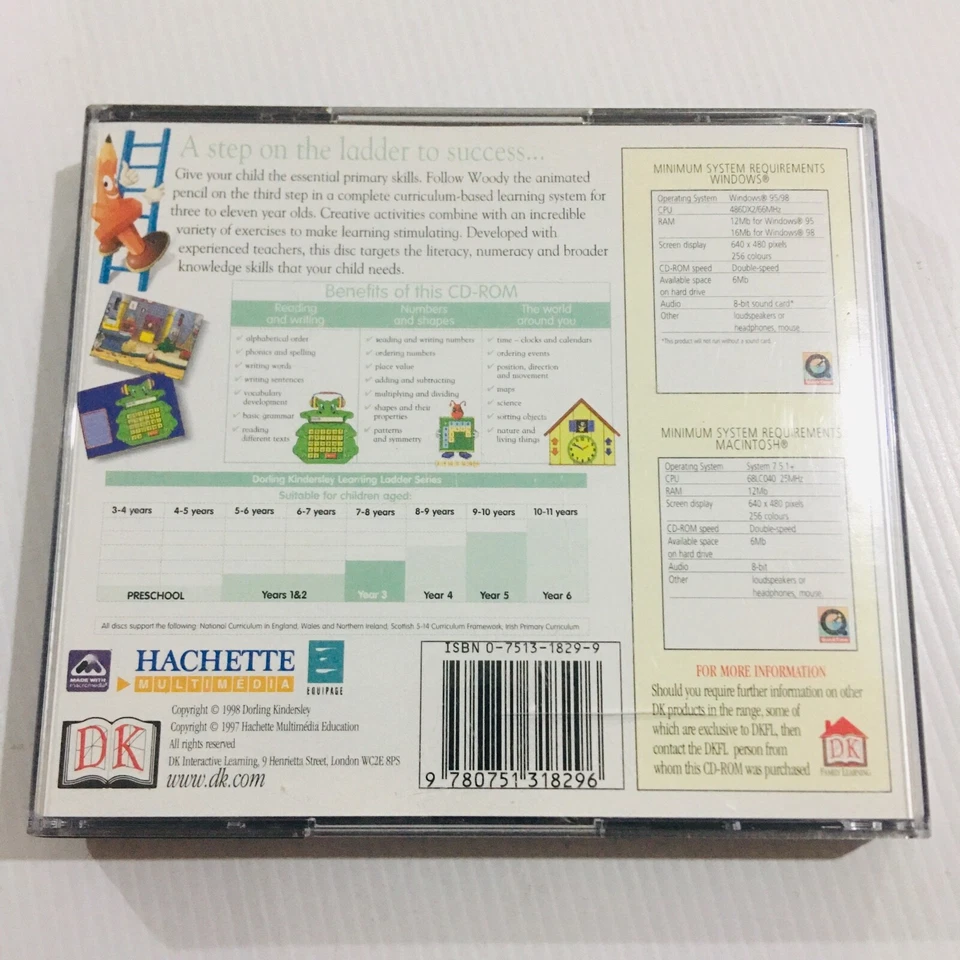 A step on the ladder to success...
Give your child the essential primary skills. Follow Woody the animated
pencil on the third step in a complete curriculum-based learning system for
three to eleven year olds. Creative activities combine with an incredible
variety of exercises to make learning stimulating. Developed with
experienced teachers, this disc targets the literacy, numeracy and broader
knowledge skills that your child needs.
Benefits of this CD-ROM
Reading
and writing
✓ alphabetical order
✓ phonics and spelling
✓ writing words
✓ writing sentences
✓ vocabulary
development
✓ basic grammar
✓ reading
different texts
Numbers
and shapes
✓ reading and writing numbers
✓ ordering numbers
✓ place value
✓ adding and subtracting
✓ multiplying and dividing
✓ shapes and their
properties
✓ patterns
and symmetry
The world
around you
✓ time – clocks and calendars
✓ ordering events
✓ position, direction
and movement
✓ maps
✓ science
✓ sorting objects
✓ nature and
living things
Dorling Kindersley Learning Ladder Series
Suitable for children aged:
3-4 years 4-5 years 5-6 years 6-7 years 7-8 years 8-9 years 9-10 years 10-11 years
PRESCHOOL Years 1&2 Year 3 Year 4 Year 5 Year 6
All discs support the following: National Curriculum in England, Wales and Northern Ireland, Scottish 5-14 Curriculum Framework, Irish Primary Curriculum
MADE WITH
macromedia®
HACHETTE
MULTIMÉDIA
EQUIPAGE
Copyright © 1998 Dorling Kindersley
Copyright © 1997 Hachette Multimédia Education
All rights reserved
DK Interactive Learning, 9 Henrietta Street, London WC2E 8PS
www.dk.com
DK
ISBN 0-7513-1829-9
9 780751 318296
MINIMUM SYSTEM REQUIREMENTS
WINDOWS®
Operating System Windows® 95/98
CPU 486DX2/66MHz
RAM 12Mb for Windows® 95
16Mb for Windows® 98
Screen display 640 x 480 pixels
256 colours
CD-ROM speed Double-speed
Available space 6Mb
on hard drive
Audio 8-bit sound card*
Other loudspeakers or
headphones, mouse
*This product will not run without a sound card.
MINIMUM SYSTEM REQUIREMENTS
MACINTOSH®
Operating System System 7.5.1+
CPU 68LC040 25MHz
RAM 12Mb
Screen display 640 x 480 pixels
256 colours
CD-ROM speed Double-speed
Available space 6Mb
on hard drive
Audio 8-bit
Other loudspeakers or
headphones, mouse
FOR MORE INFORMATION
Should you require further information on other
DK products in the range, some of
which are exclusive to DKFL, then
contact the DKFL person from
whom this CD-ROM was purchased
DK
FAMILY LEARNING